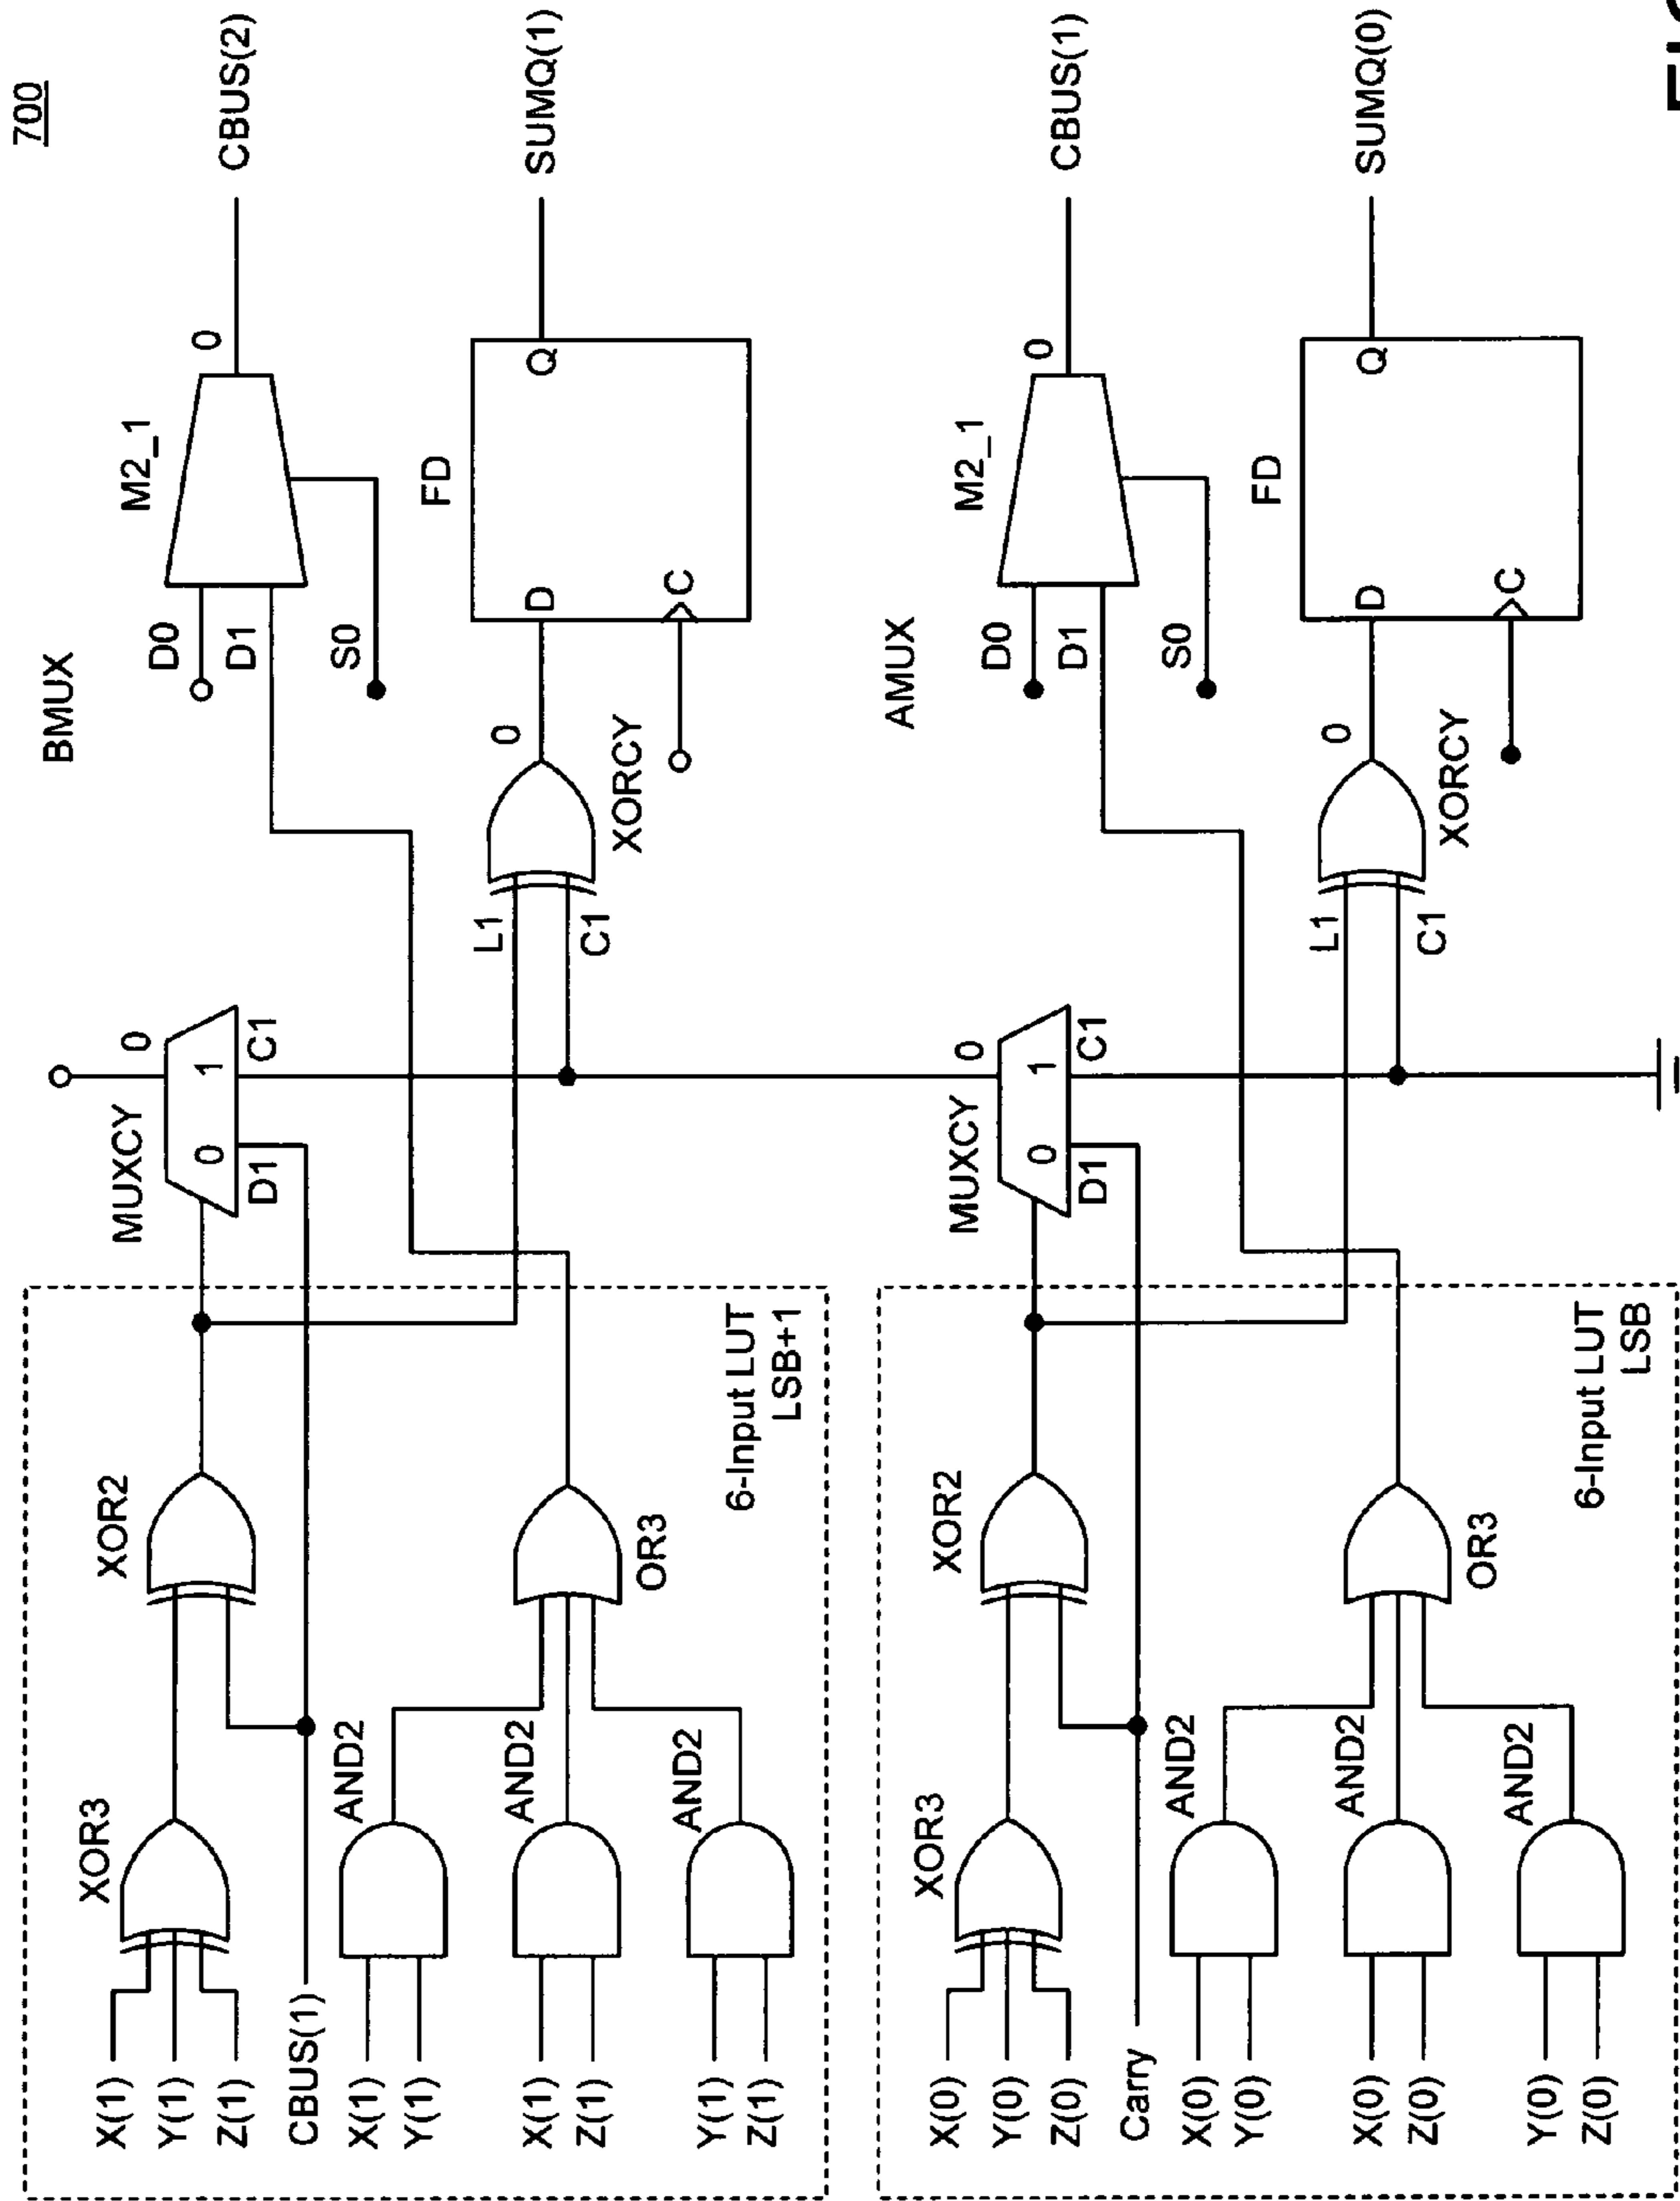 700
BMUX
MUXCY
0
0
1
D1
C1
M2_1
D0
D1
S0
0
CBUS(2)
XOR3
XOR2
X(1)
Y(1)
Z(1)
CBUS(1)
AND2
X(1)
Y(1)
AND2
X(1)
Z(1)
AND2
Y(1)
Z(1)
OR3
6-Input LUT
LSB+1
L1
C1
0
XORCY
FD
D
Q
C
SUMQ(1)
AMUX
MUXCY
0
0
1
D1
C1
M2_1
D0
D1
S0
0
CBUS(1)
XOR3
XOR2
X(0)
Y(0)
Z(0)
Carry
AND2
X(0)
Y(0)
AND2
X(0)
Z(0)
AND2
Y(0)
Z(0)
OR3
6-Input LUT
LSB
L1
C1
0
XORCY
FD
D
Q
C
SUMQ(0)